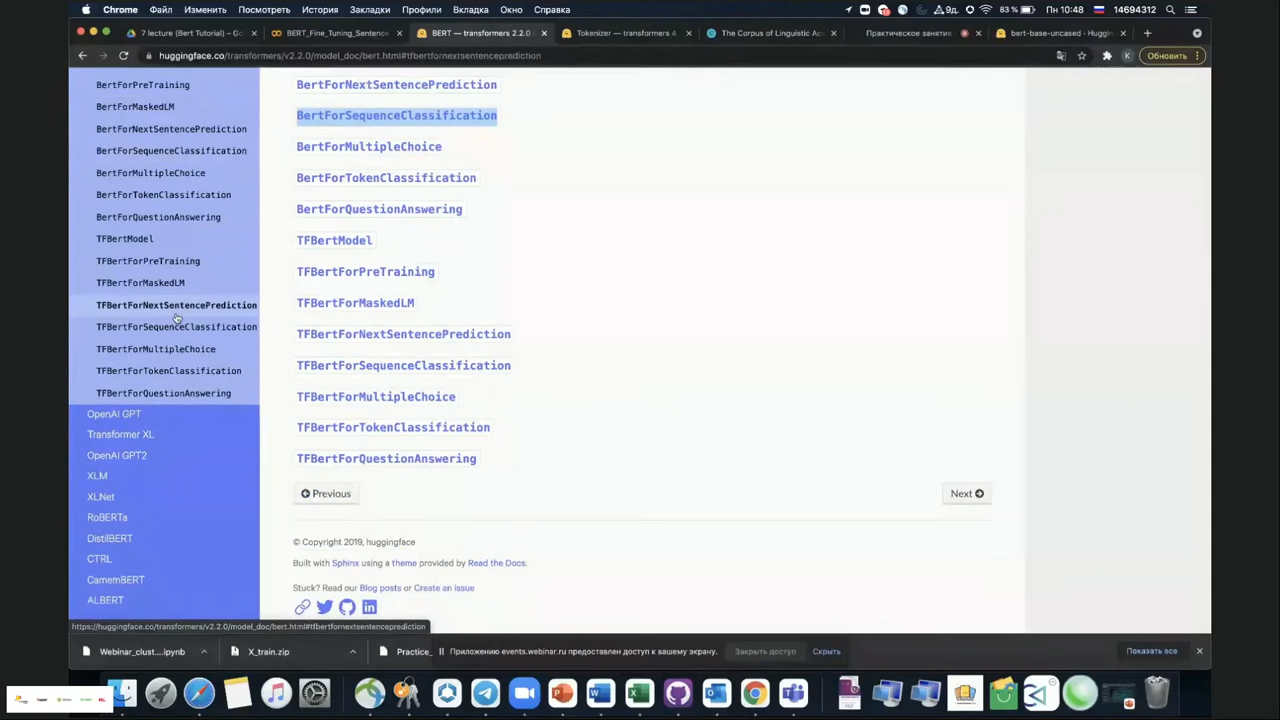 Chrome Файл Изменить Посмотреть История Закладки Профили Вкладка Окно Справка 9д. 83 % Пн 10:48 14694312
7 lecture (Bert Tutorial) – Go
BERT_Fine_Tuning_Sentence
BERT — transformers 2.2.0
Tokenizer — transformers 4
The Corpus of Linguistic Ac
Практическое занятие
bert-base-uncased · Huggin
huggingface.co/transformers/v2.2.0/model_doc/bert.html#tfbertfornextsentenceprediction
K
Обновить
BertForPreTraining
BertForMaskedLM
BertForNextSentencePrediction
BertForSequenceClassification
BertForMultipleChoice
BertForTokenClassification
BertForQuestionAnswering
TFBertModel
TFBertForPreTraining
TFBertForMaskedLM
TFBertForNextSentencePrediction
TFBertForSequenceClassification
TFBertForMultipleChoice
TFBertForTokenClassification
TFBertForQuestionAnswering
OpenAI GPT
Transformer XL
OpenAI GPT2
XLM
XLNet
RoBERTa
DistilBERT
CTRL
CamemBERT
ALBERT
BertForNextSentencePrediction
BertForSequenceClassification
BertForMultipleChoice
BertForTokenClassification
BertForQuestionAnswering
TFBertModel
TFBertForPreTraining
TFBertForMaskedLM
TFBertForNextSentencePrediction
TFBertForSequenceClassification
TFBertForMultipleChoice
TFBertForTokenClassification
TFBertForQuestionAnswering
Previous
Next
© Copyright 2019, huggingface
Built with Sphinx using a theme provided by Read the Docs.
Stuck? Read our Blog posts or Create an issue
https://huggingface.co/transformers/v2.2.0/model_doc/bert.html#tfbertfornextsentenceprediction
Webinar_clust....ipynb
X_train.zip
Practice_
Приложению events.webinar.ru предоставлен доступ к вашему экрану.
Закрыть доступ
Скрыть
Показать все